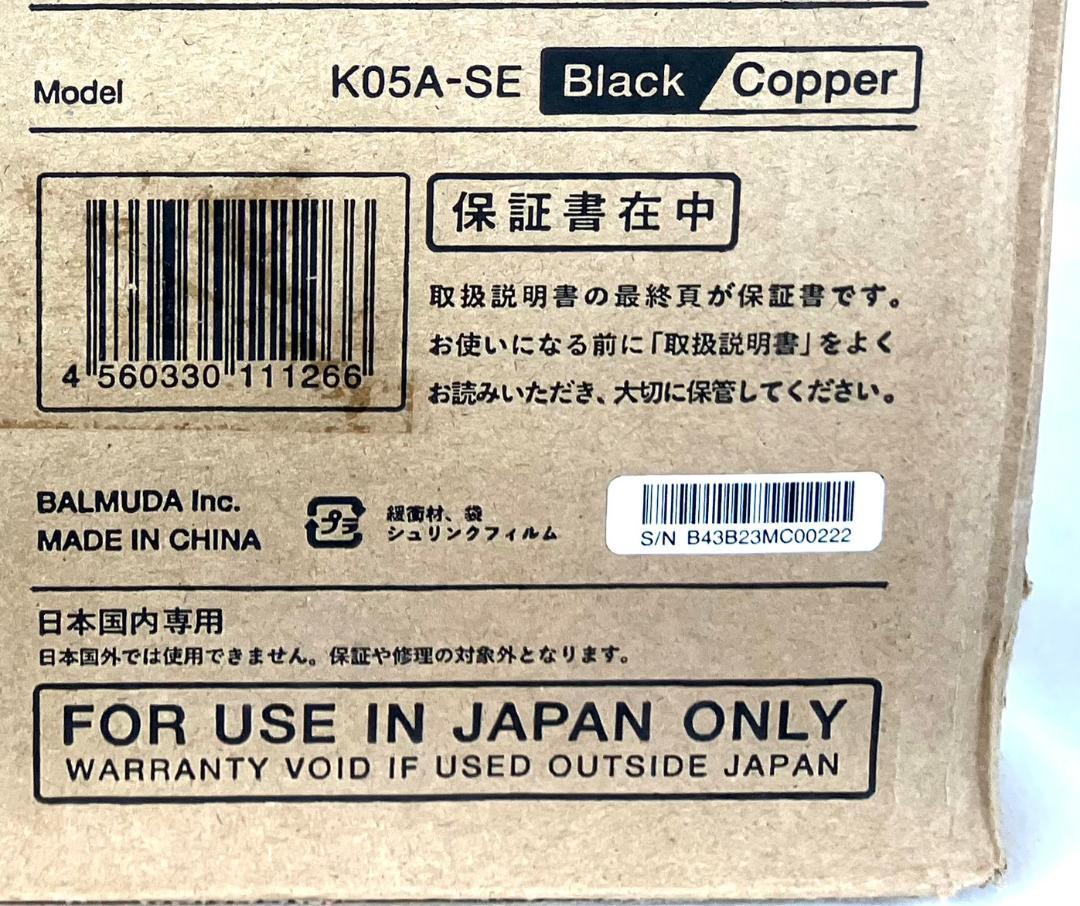 Model K05A-SE Black Copper
保証書在中
取扱説明書の最終頁が保証書です。
お使いになる前に「取扱説明書」をよく
お読みいただき、大切に保管してください。
4 560330 111266
BALMUDA Inc.
MADE IN CHINA
プラ
緩衝材、袋
シュリンクフィルム
S/N B43B23MC00222
日本国内専用
日本国外では使用できません。保証や修理の対象外となります。
FOR USE IN JAPAN ONLY
WARRANTY VOID IF USED OUTSIDE JAPAN